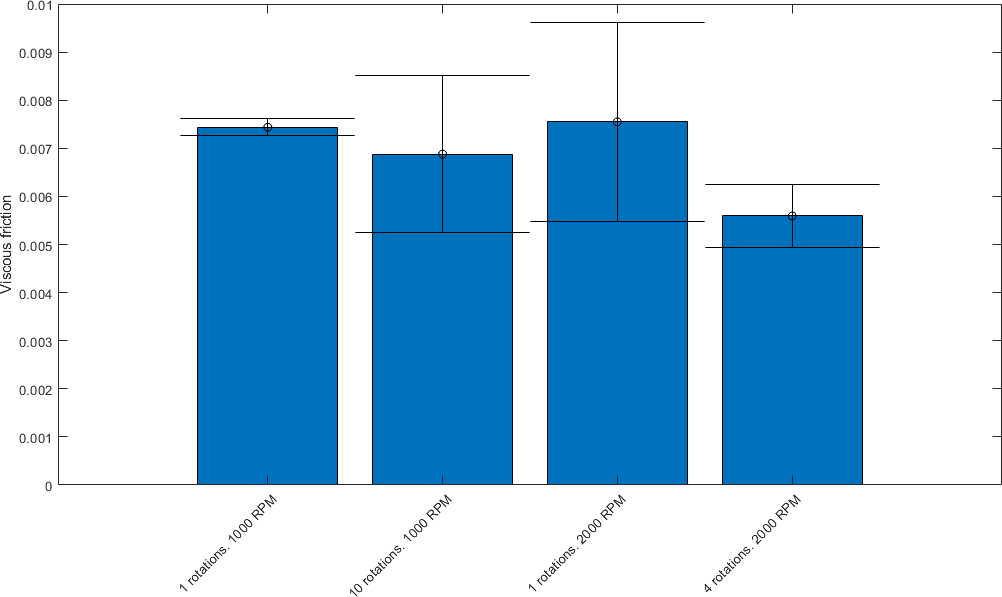 0.01
0.009
0.008
0.007
0.006
0.005
0.004
0.003
0.002
0.001
0
Viscous friction
1 rotations. 1000 RPM
10 rotations. 1000 RPM
1 rotations. 2000 RPM
4 rotations. 2000 RPM